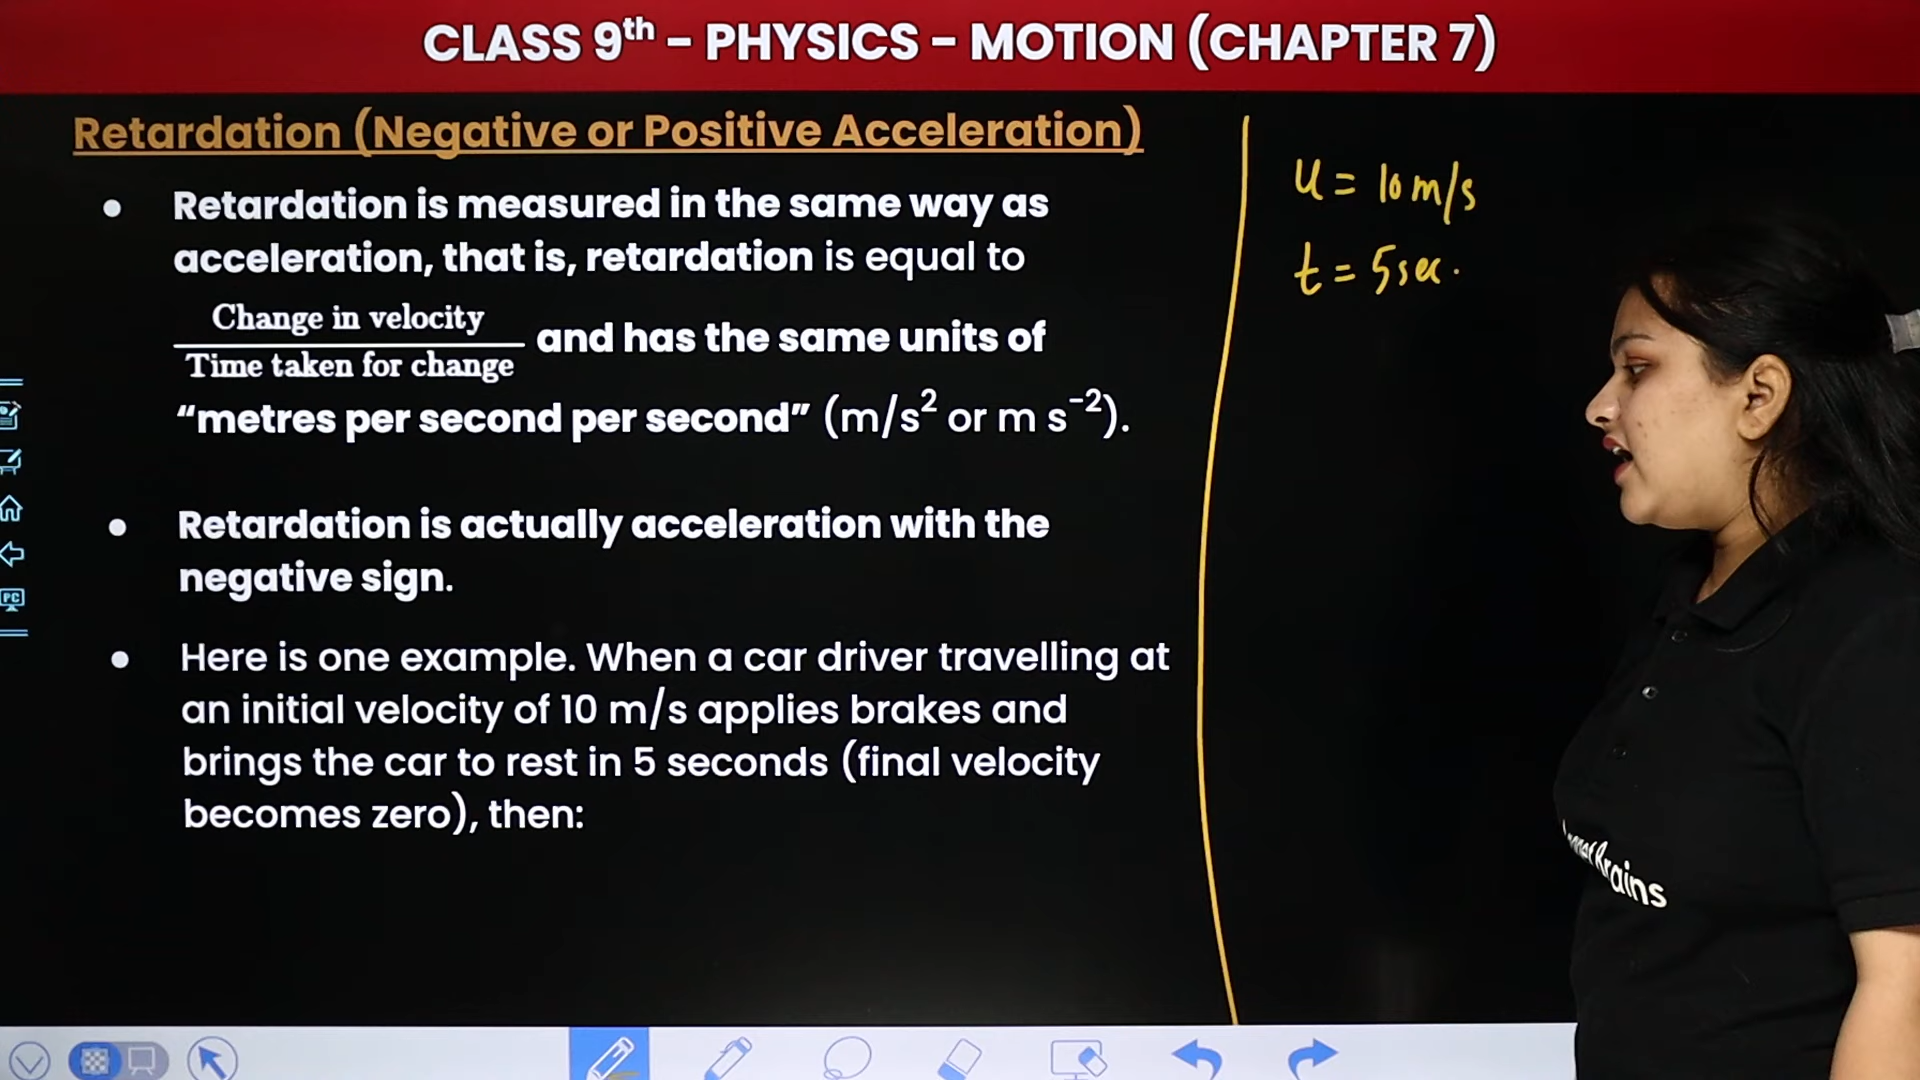 CLASS 9th - PHYSICS - MOTION (CHAPTER 7)
Retardation (Negative or Positive Acceleration)
• Retardation is measured in the same way as
acceleration, that is, retardation is equal to
Change in velocity
Time taken for change
and has the same units of
“metres per second per second” (m/s² or m s⁻²).
• Retardation is actually acceleration with the
negative sign.
• Here is one example. When a car driver travelling at
an initial velocity of 10 m/s applies brakes and
brings the car to rest in 5 seconds (final velocity
becomes zero), then:
u = 10 m/s
t = 5 sec.
PC
rains